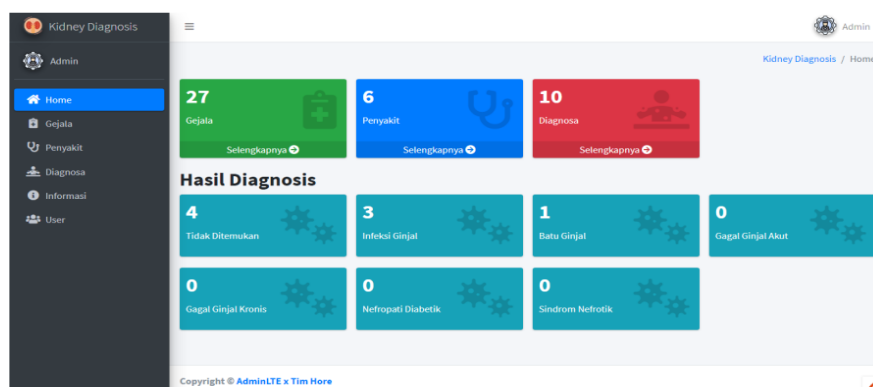 Kidney Diagnosis
Admin
Admin
Kidney Diagnosis / Home
Home
Gejala
Penyakit
Diagnosa
Informasi
User
27
Gejala
Selengkapnya
6
Penyakit
Selengkapnya
10
Diagnosa
Selengkapnya
Hasil Diagnosis
4
Tidak Ditemukan
3
Infeksi Ginjal
1
Batu Ginjal
0
Gagal Ginjal Akut
0
Gagal Ginjal Kronis
0
Nefropati Diabetik
0
Sindrom Nefrotik
Copyright © AdminLTE x Tim Hore